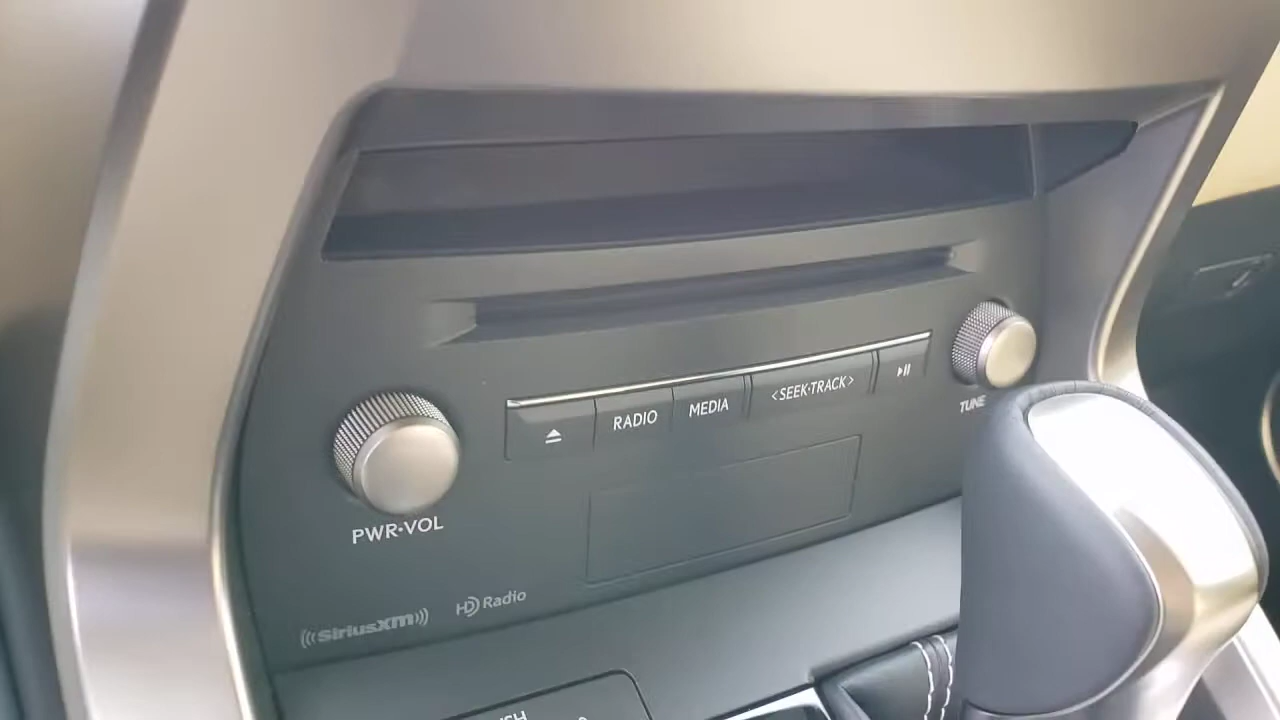 RADIO
MEDIA
<SEEK·TRACK>
TUNE
PWR·VOL
((SiriusXM))
HD Radio